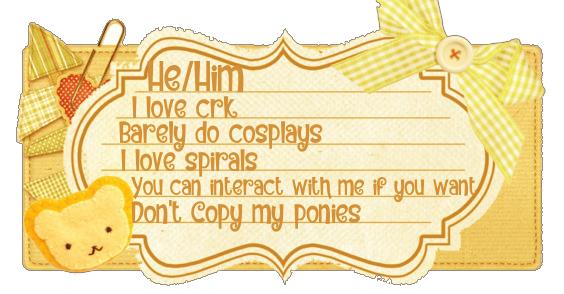 He/Him
I love crk
Barely do cosplays
I love spirals
You can interact with me if you want
Don't Copy my ponies